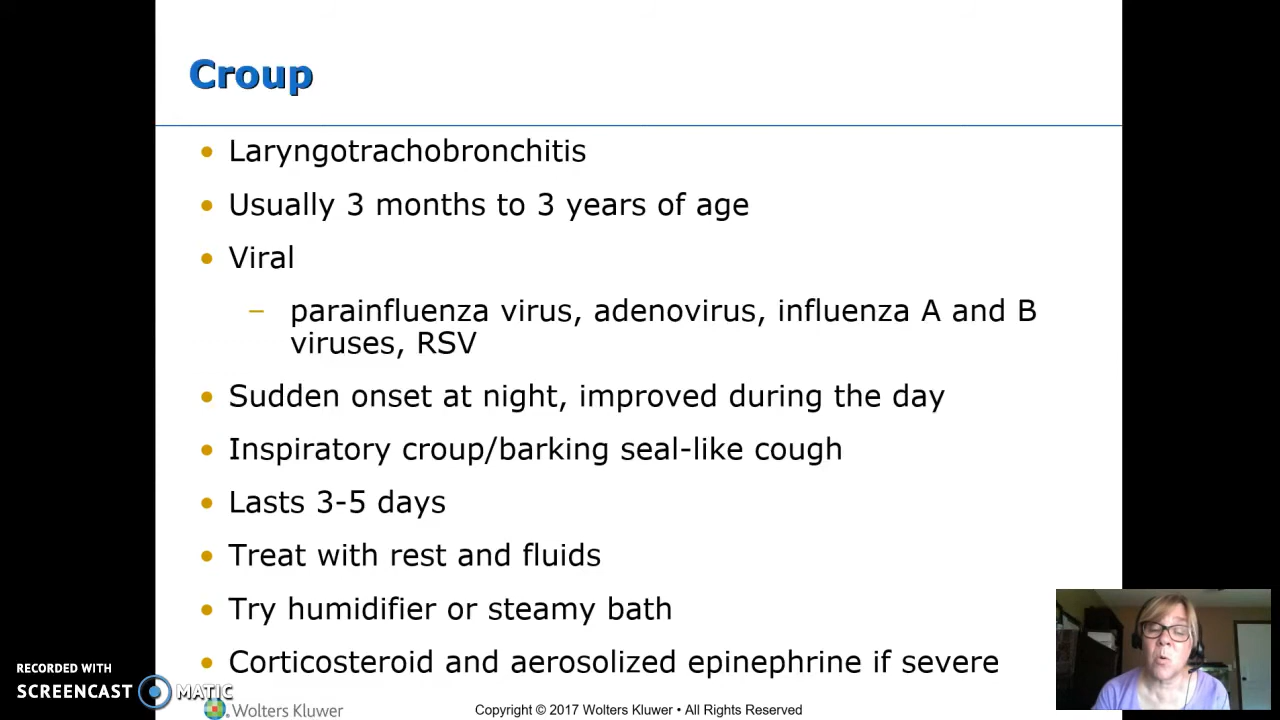 Croup
• Laryngotrachobronchitis
• Usually 3 months to 3 years of age
• Viral
– parainfluenza virus, adenovirus, influenza A and B
viruses, RSV
• Sudden onset at night, improved during the day
• Inspiratory croup/barking seal-like cough
• Lasts 3-5 days
• Treat with rest and fluids
• Try humidifier or steamy bath
• Corticosteroid and aerosolized epinephrine if severe
RECORDED WITH
SCREENCAST MATIC
Wolters Kluwer
Copyright © 2017 Wolters Kluwer • All Rights Reserved